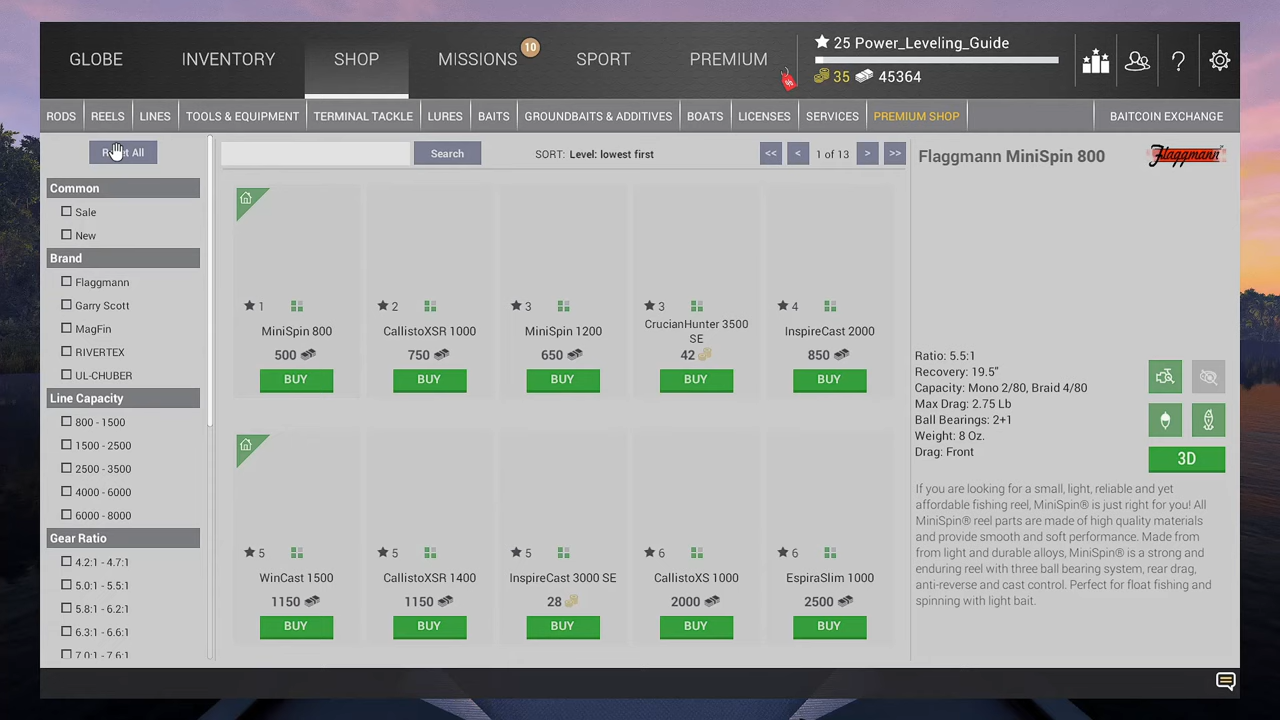 GLOBE
INVENTORY
SHOP
MISSIONS
10
SPORT
PREMIUM
25 Power_Leveling_Guide
35 45364
RODS
REELS
LINES
TOOLS & EQUIPMENT
TERMINAL TACKLE
LURES
BAITS
GROUNDBAITS & ADDITIVES
BOATS
LICENSES
SERVICES
PREMIUM SHOP
BAITCOIN EXCHANGE
Common
Sale
New
Brand
Flaggmann
Garry Scott
MagFin
RIVERTEX
UL-CHUBER
Line Capacity
800 - 1500
1500 - 2500
2500 - 3500
4000 - 6000
6000 - 8000
Gear Ratio
4.2:1 - 4.7:1
5.0:1 - 5.5:1
5.8:1 - 6.2:1
6.3:1 - 6.6:1
7.0:1 - 7.6:1
Search
SORT: Level: lowest first
<< < 1 of 13 > >>
1
MiniSpin 800
500
BUY
2
CallistoXSR 1000
750
BUY
3
MiniSpin 1200
650
BUY
3
CrucianHunter 3500
SE
42
BUY
4
InspireCast 2000
850
BUY
5
WinCast 1500
1150
BUY
5
CallistoXSR 1400
1150
BUY
5
InspireCast 3000 SE
28
BUY
6
CallistoXS 1000
2000
BUY
6
EspiraSlim 1000
2500
BUY
Flaggmann MiniSpin 800
Flaggmann
Ratio: 5.5:1
Recovery: 19.5"
Capacity: Mono 2/80, Braid 4/80
Max Drag: 2.75 Lb
Ball Bearings: 2+1
Weight: 8 Oz.
Drag: Front
3D
If you are looking for a small, light, reliable and yet
affordable fishing reel, MiniSpin® is just right for you! All
MiniSpin® reel parts are made of high quality materials
and provide smooth and soft performance. Made from
from light and durable alloys, MiniSpin® is a strong and
enduring reel with three ball bearing system, rear drag,
anti-reverse and cast control. Perfect for float fishing and
spinning with light bait.